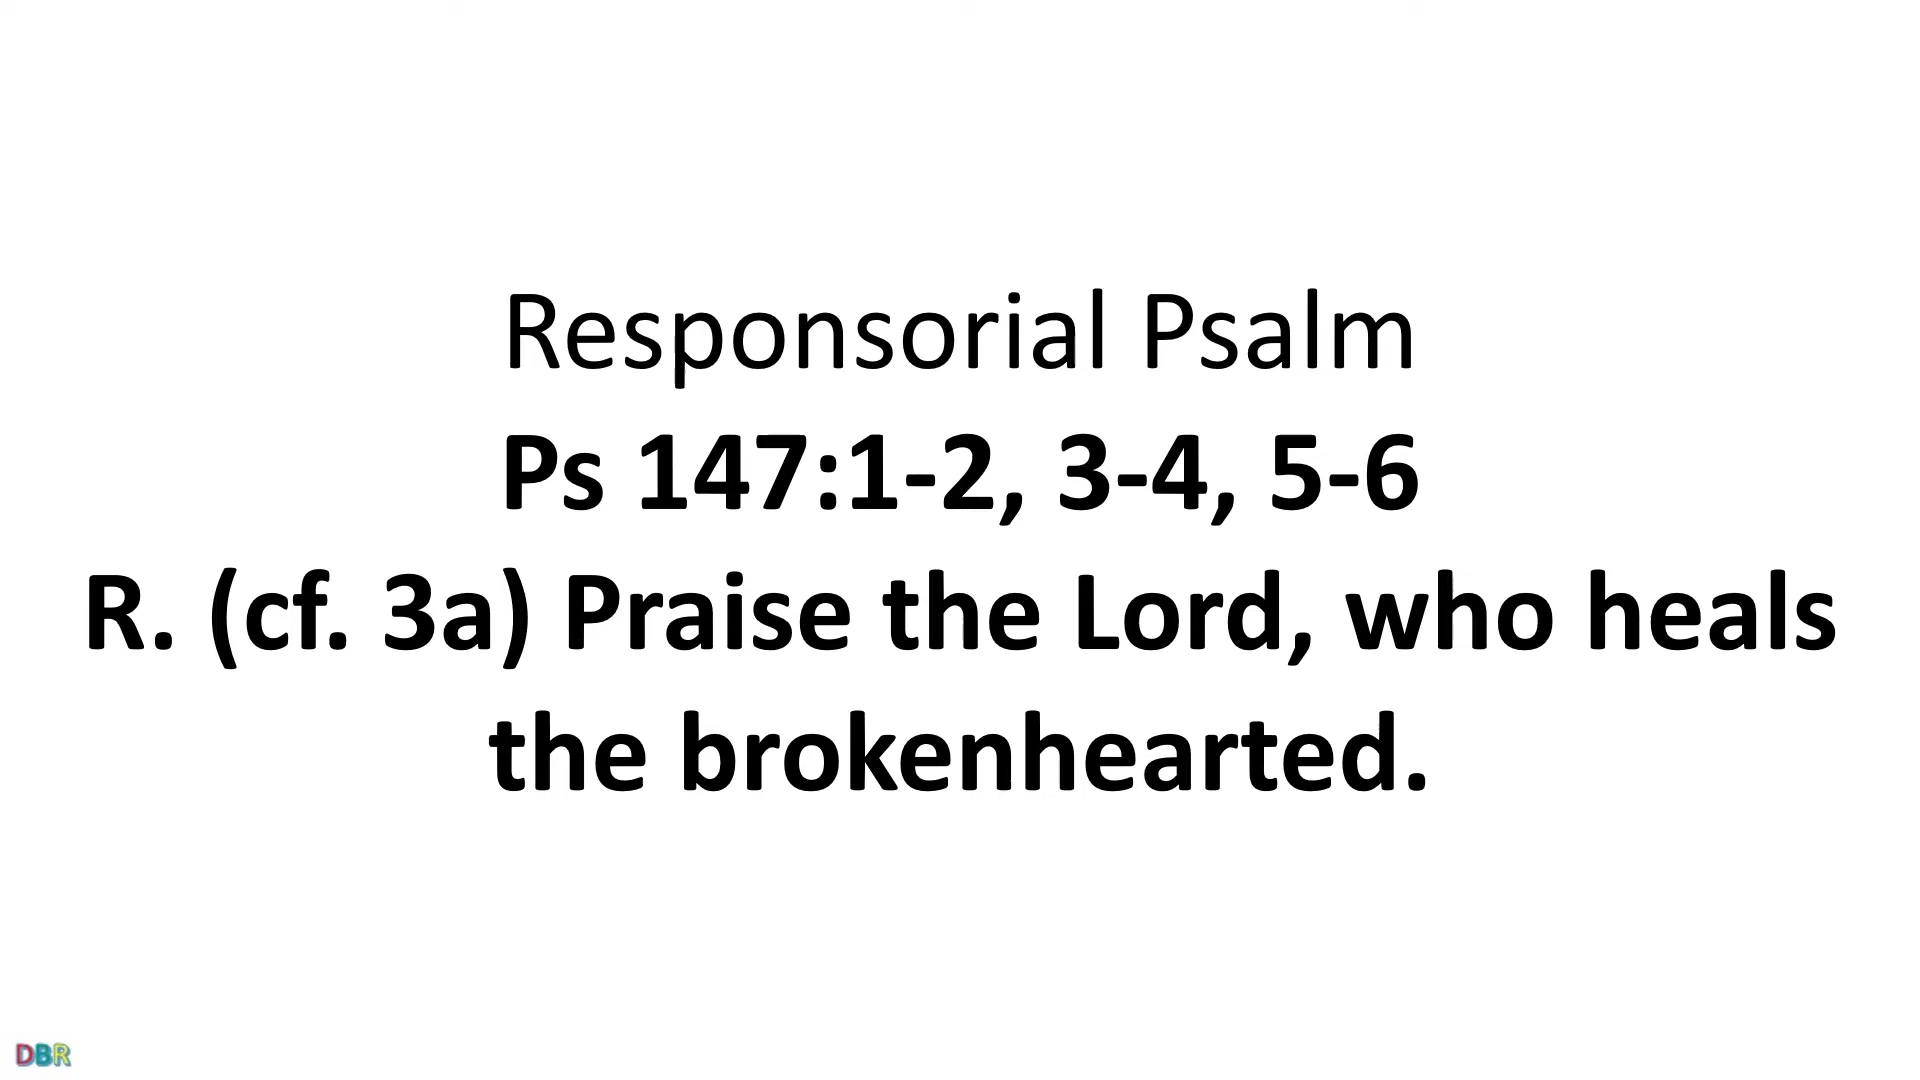 Responsorial Psalm
Ps 147:1-2, 3-4, 5-6
R. (cf. 3a) Praise the Lord, who heals
the brokenhearted.
DBR